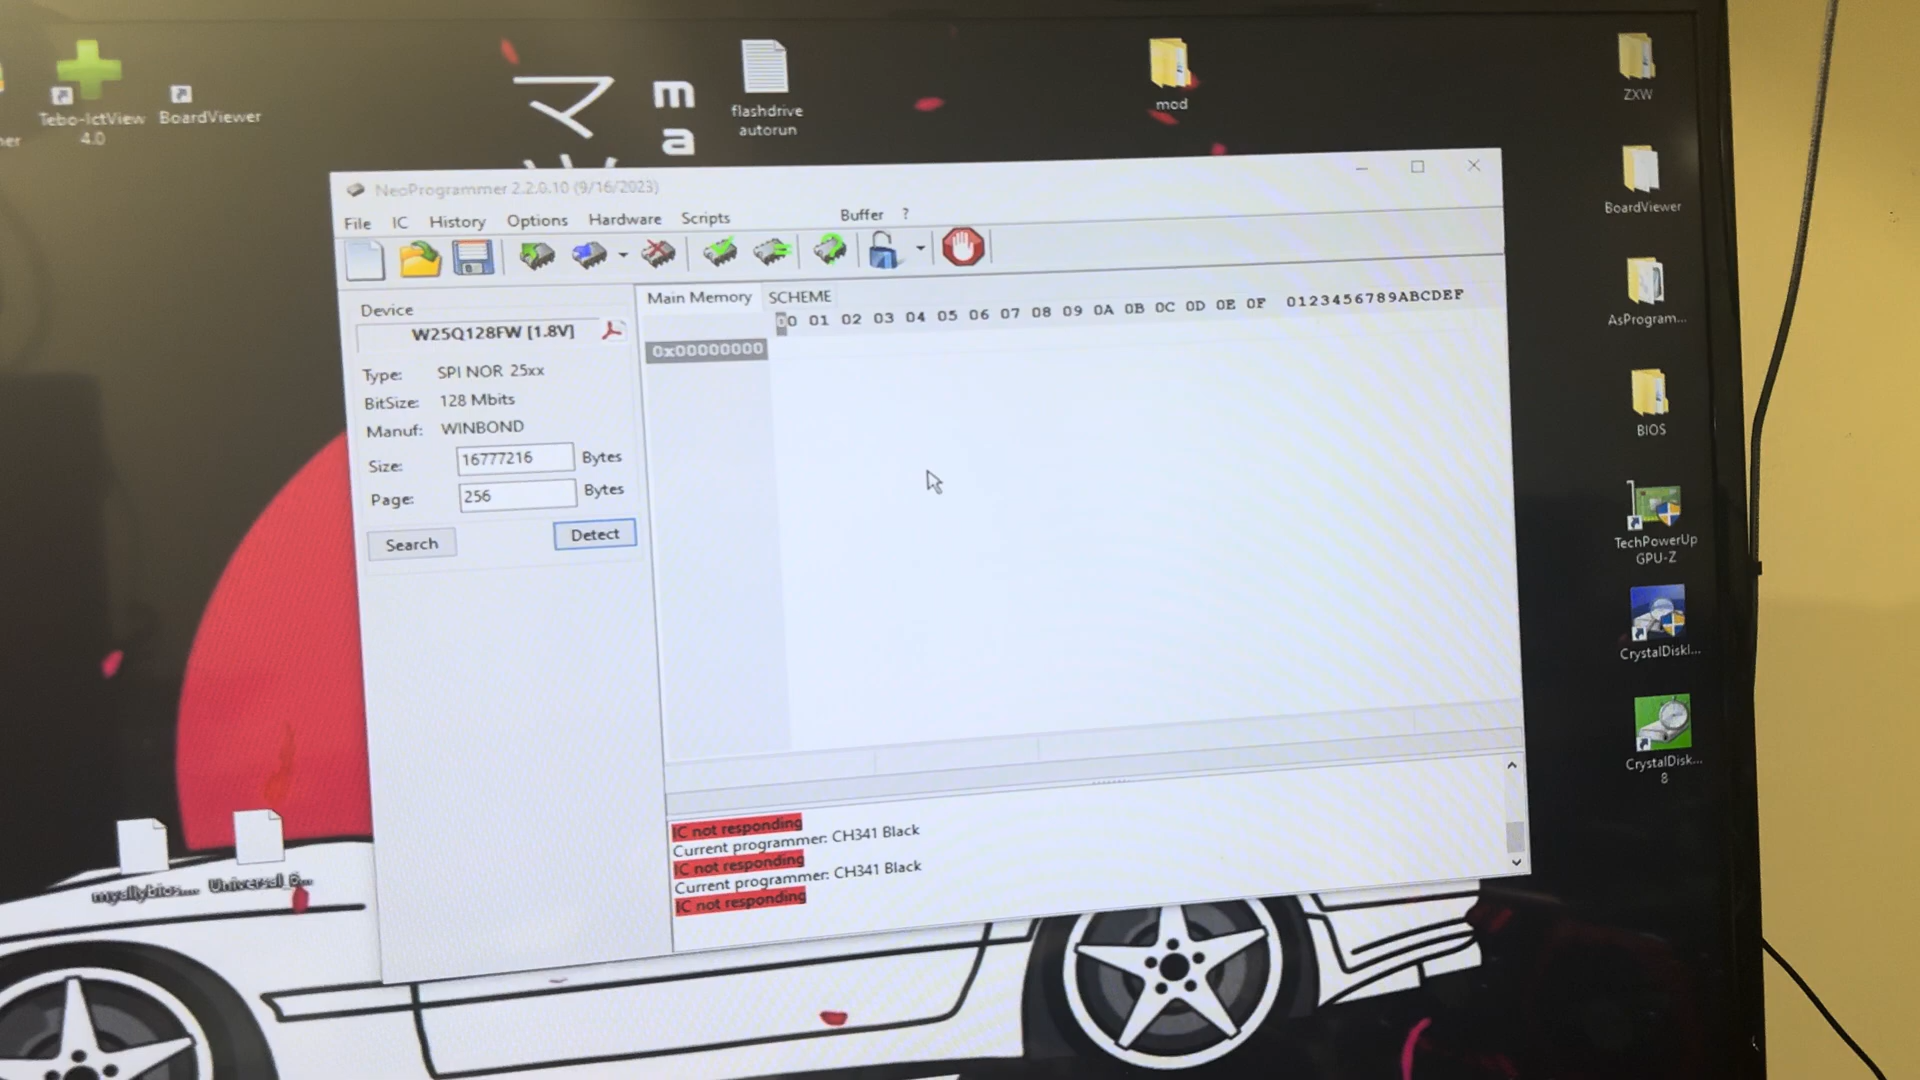 Tebo-IctView
4.0
BoardViewer
マ
m
a
flashdrive
autorun
mod
ZXW
BoardViewer
AsProgram...
BIOS
TechPowerUp
GPU-Z
CrystalDiskI...
CrystalDisk...
8
NeoProgrammer 2.2.0.10 (9/16/2023)
File IC History Options Hardware Scripts Buffer ?
Device
W25Q128FW [1.8V]
Type: SPI NOR 25xx
BitSize: 128 Mbits
Manuf: WINBOND
Size: 16777216 Bytes
Page: 256 Bytes
Search Detect
Main Memory SCHEME
00 01 02 03 04 05 06 07 08 09 0A 0B 0C 0D 0E 0F 0123456789ABCDEF
0x00000000
IC not responding
Current programmer: CH341 Black
IC not responding
Current programmer: CH341 Black
IC not responding
myallybios....